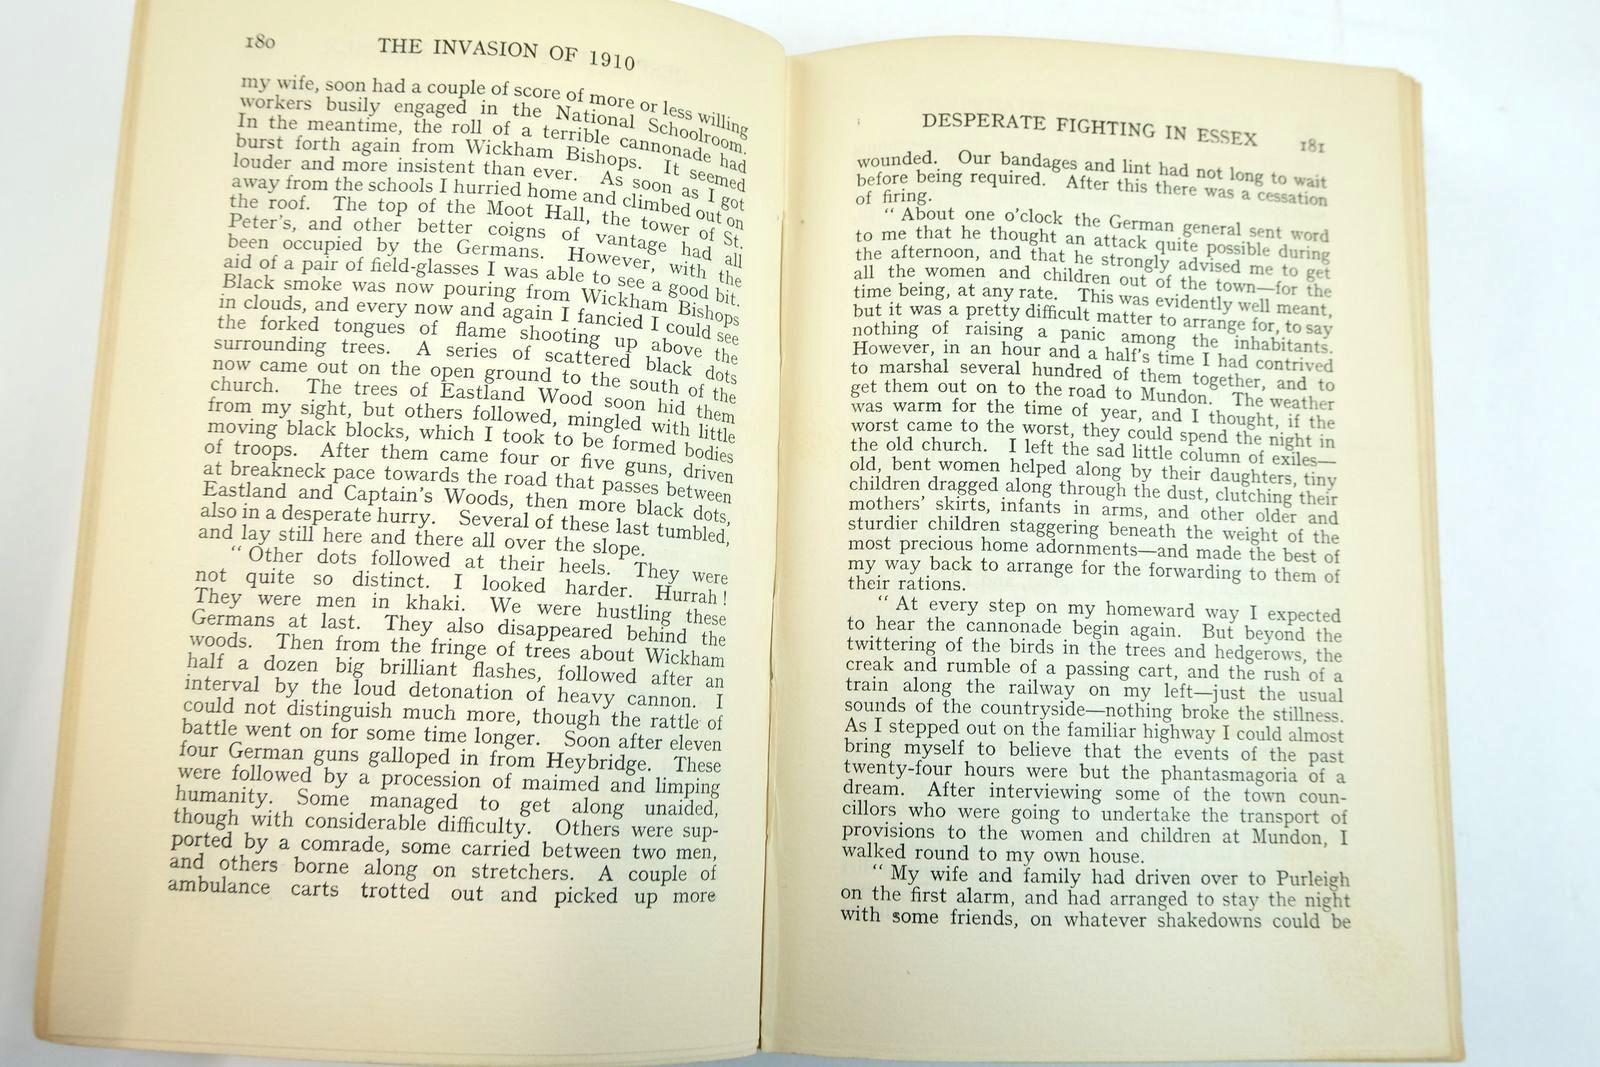 180
THE INVASION OF 1910
my wife, soon had a couple of score of more or less willing
workers busily engaged in the National Schoolroom.
In the meantime, the roll of a terrible cannonade had
burst forth again from Wickham Bishops. It seemed
louder and more insistent than ever. As soon as I got
away from the schools I hurried home and climbed out on
the roof. The top of the Moot Hall, the tower of St.
Peter's, and other better coigns of vantage had all
been occupied by the Germans. However, with the
aid of a pair of field-glasses I was able to see a good bit.
Black smoke was now pouring from Wickham Bishops
in clouds, and every now and again I fancied I could see
the forked tongues of flame shooting up above the
surrounding trees. A series of scattered black dots
now came out on the open ground to the south of the
church. The trees of Eastland Wood soon hid them
from my sight, but others followed, mingled with little
moving black blocks, which I took to be formed bodies
of troops. After them came four or five guns, driven
at breakneck pace towards the road that passes between
Eastland and Captain's Woods, then more black dots,
also in a desperate hurry. Several of these last tumbled,
and lay still here and there all over the slope.
"Other dots followed at their heels. They were
not quite so distinct. I looked harder. Hurrah!
They were men in khaki. We were hustling these
Germans at last. They also disappeared behind the
woods. Then from the fringe of trees about Wickham
half a dozen big brilliant flashes, followed after an
interval by the loud detonation of heavy cannon. I
could not distinguish much more, though the rattle of
battle went on for some time longer. Soon after eleven
four German guns galloped in from Heybridge. These
were followed by a procession of maimed and limping
humanity. Some managed to get along unaided,
though with considerable difficulty. Others were sup-
ported by a comrade, some carried between two men,
and others borne along on stretchers. A couple of
ambulance carts trotted out and picked up more
DESPERATE FIGHTING IN ESSEX
181
wounded. Our bandages and lint had not long to wait
before being required. After this there was a cessation
of firing.
"About one o'clock the German general sent word
to me that he thought an attack quite possible during
the afternoon, and that he strongly advised me to get
all the women and children out of the town—for the
time being, at any rate. This was evidently well meant,
but it was a pretty difficult matter to arrange for, to say
nothing of raising a panic among the inhabitants.
However, in an hour and a half's time I had contrived
to marshal several hundred of them together, and to
get them out on to the road to Mundon. The weather
was warm for the time of year, and I thought, if the
worst came to the worst, they could spend the night in
the old church. I left the sad little column of exiles—
old, bent women helped along by their daughters, tiny
children dragged along through the dust, clutching their
mothers' skirts, infants in arms, and other older and
sturdier children staggering beneath the weight of the
most precious home adornments—and made the best of
my way back to arrange for the forwarding to them of
their rations.
"At every step on my homeward way I expected
to hear the cannonade begin again. But beyond the
twittering of the birds in the trees and hedgerows, the
creak and rumble of a passing cart, and the rush of a
train along the railway on my left—just the usual
sounds of the countryside—nothing broke the stillness.
As I stepped out on the familiar highway I could almost
bring myself to believe that the events of the past
twenty-four hours were but the phantasmagoria of a
dream. After interviewing some of the town coun-
cillors who were going to undertake the transport of
provisions to the women and children at Mundon, I
walked round to my own house.
"My wife and family had driven over to Purleigh
on the first alarm, and had arranged to stay the night
with some friends, on whatever shakedowns could be